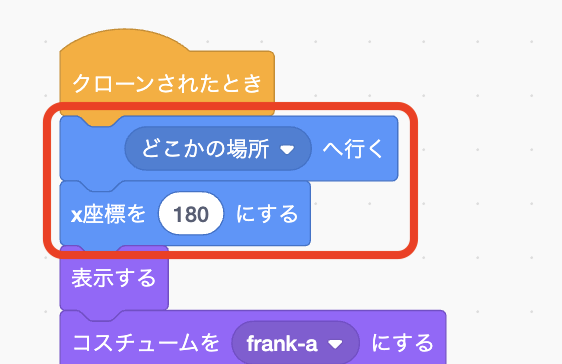 クローンされたとき
どこかの場所 へ行く
x座標を 180 にする
表示する
コスチュームを frank-a にする